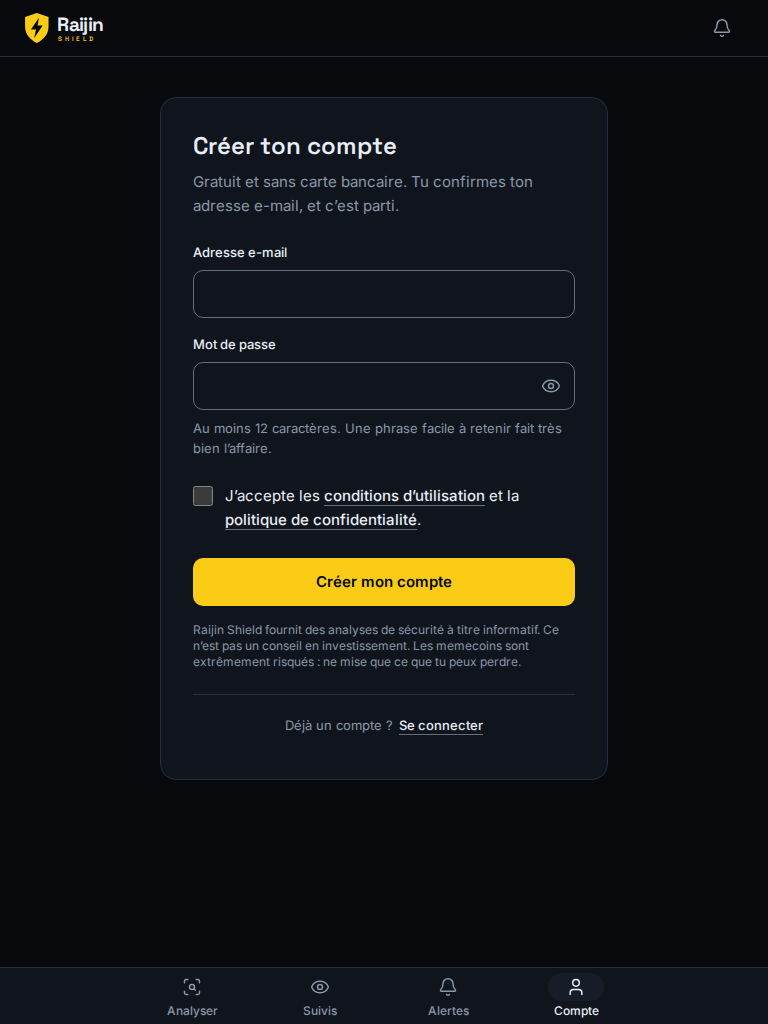 Raijin
SHIELD
Créer ton compte
Gratuit et sans carte bancaire. Tu confirmes ton
adresse e-mail, et c’est parti.
Adresse e-mail
Mot de passe
Au moins 12 caractères. Une phrase facile à retenir fait très
bien l’affaire.
J’accepte les conditions d’utilisation et la
politique de confidentialité.
Créer mon compte
Raijin Shield fournit des analyses de sécurité à titre informatif. Ce
n’est pas un conseil en investissement. Les memecoins sont
extrêmement risqués : ne mise que ce que tu peux perdre.
Déjà un compte ? Se connecter
Analyser Suivis Alertes Compte